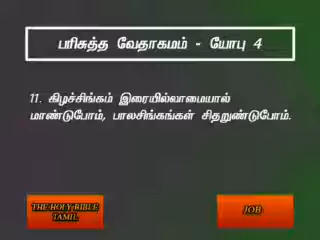 பரிசுத்த வேதாகமம் - யோபு 4
11. கிழச்சிங்கம் இரையில்லாமையால்
மாண்டுபோம், பாலசிங்கங்கள் சிதறுண்டுபோம்.
THE HOLY BIBLE
TAMIL
JOB